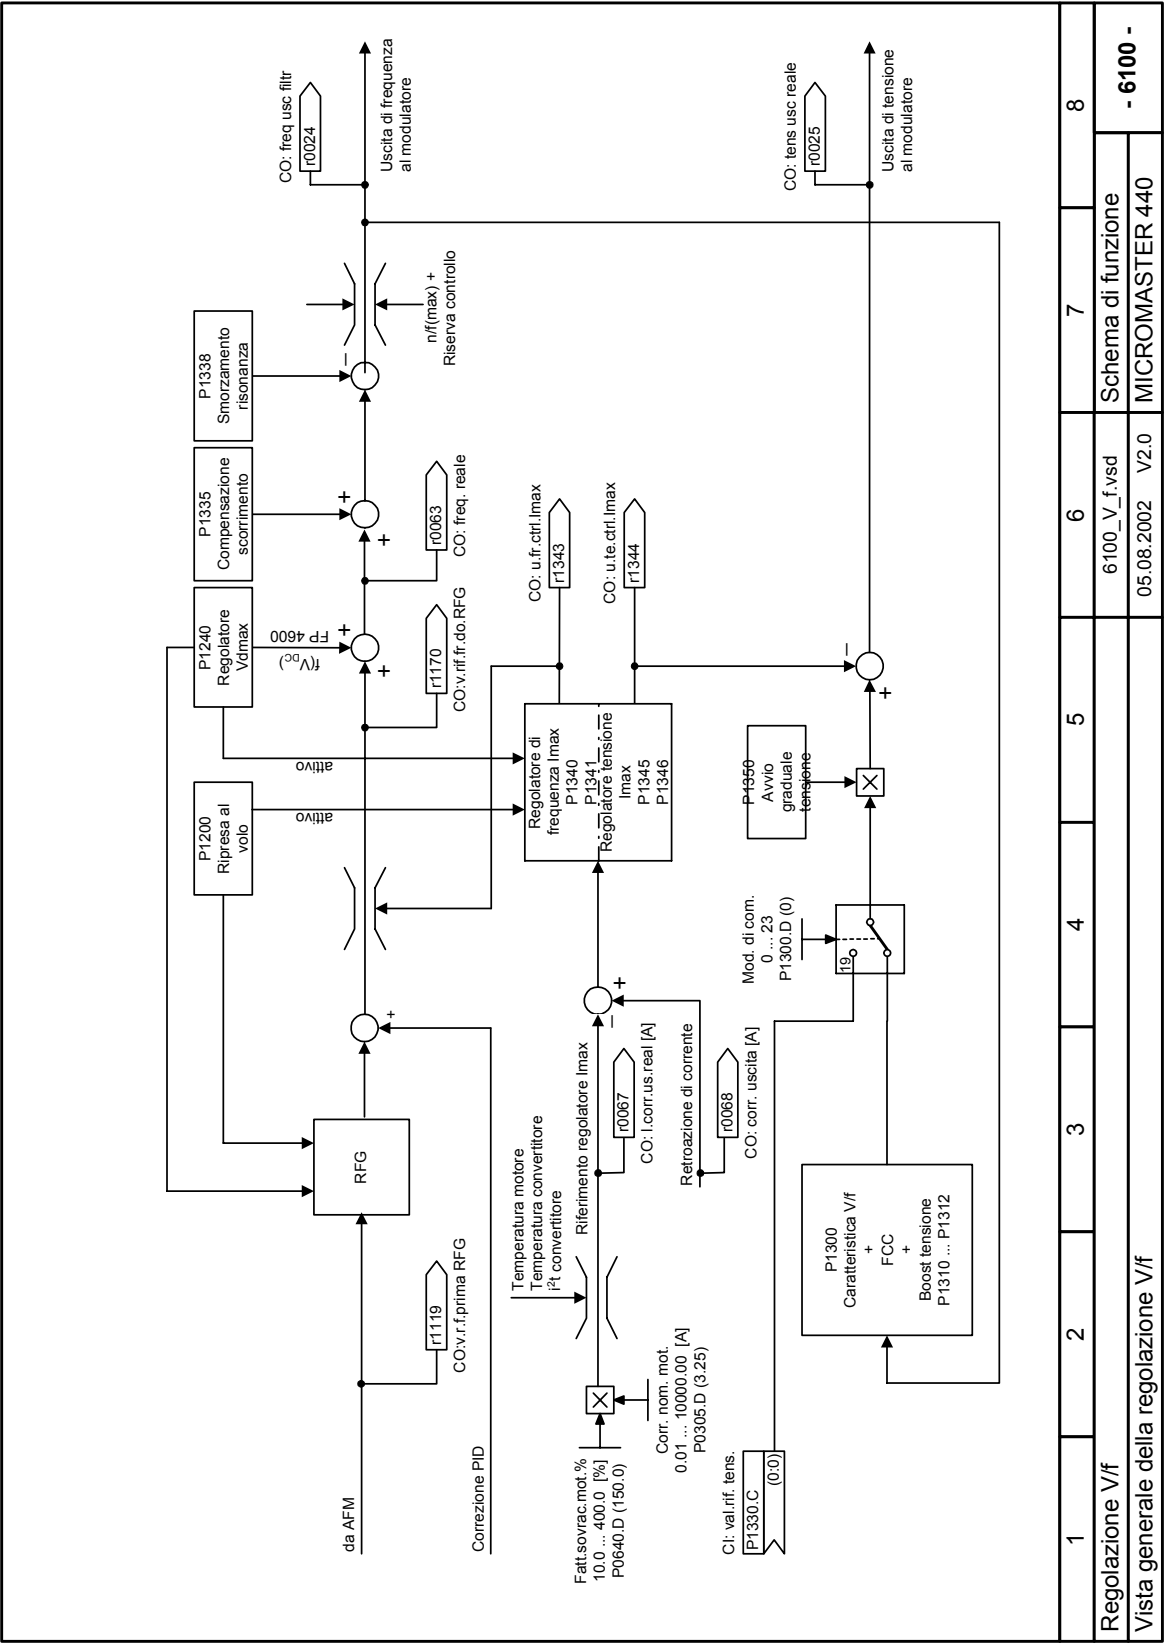 da AFM
r1119
CO:v.r.f.prima RFG
Correzione PID
RFG
+
P1200
Ripresa al
volo
attivo
P1240
Regolatore
Vdmax
attivo
f(VDC)
FP 4600
+
+
r1170
CO:v.rif.fr.do.RFG
P1335
Compensazione
scorrimento
+
+
r0063
CO: freq. reale
P1338
Smorzamento
risonanza
–
n/f(max) +
Riserva controllo
CO: freq usc filtr
r0024
Uscita di frequenza
al modulatore
Fatt.sovrac.mot.%
10.0 ... 400.0 [%]
P0640.D (150.0)
Corr. nom. mot.
0.01 ... 10000.00 [A]
P0305.D (3.25)
Temperatura motore
Temperatura convertitore
i²t convertitore
Riferimento regolatore Imax
r0067
CO: l.corr.us.real [A]
Retroazione di corrente
r0068
CO: corr. uscita [A]
–
+
Regolatore di
frequenza Imax
P1340
P1341
Regolatore tensione
Imax
P1345
P1346
CO: u.fr.ctrl.Imax
r1343
CO: u.te.ctrl.Imax
r1344
CI: val.rif. tens.
P1330.C
(0:0)
P1300
Caratteristica V/f
+
FCC
+
Boost tensione
P1310 ... P1312
Mod. di com.
0 ... 23
P1300.D (0)
19
P1350
Avvio
graduale
tensione
+
–
CO: tens usc reale
r0025
Uscita di tensione
al modulatore
1
2
3
4
5
6
7
8
Regolazione V/f
6100_V_f.vsd
Schema di funzione
- 6100 -
Vista generale della regolazione V/f
05.08.2002
V2.0
MICROMASTER 440